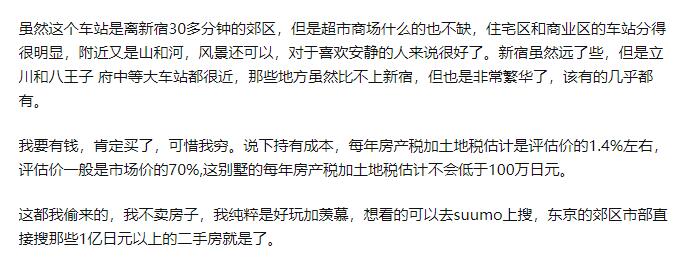 虽然这个车站是离新宿30多分钟的郊区，但是超市商场什么的也不缺，住宅区和商业区的车站分得
很明显，附近又是山和河，风景还可以，对于喜欢安静的人来说很好了。新宿虽然远了些，但是立
川和八王子 府中等大车站都很近，那些地方虽然比不上新宿，但也是非常繁华了，该有的几乎都
有。
我要有钱，肯定买了，可惜我穷。说下持有成本，每年房产税加土地税估计是评估价的1.4%左右，
评估价一般是市场价的70%,这别墅的每年房产税加土地税估计不会低于100万日元。
这都我偷来的，我不卖房子，我纯粹是好玩加羡慕，想看的可以去suumo上搜，东京的郊区市部直
接搜那些1亿日元以上的二手房就是了。